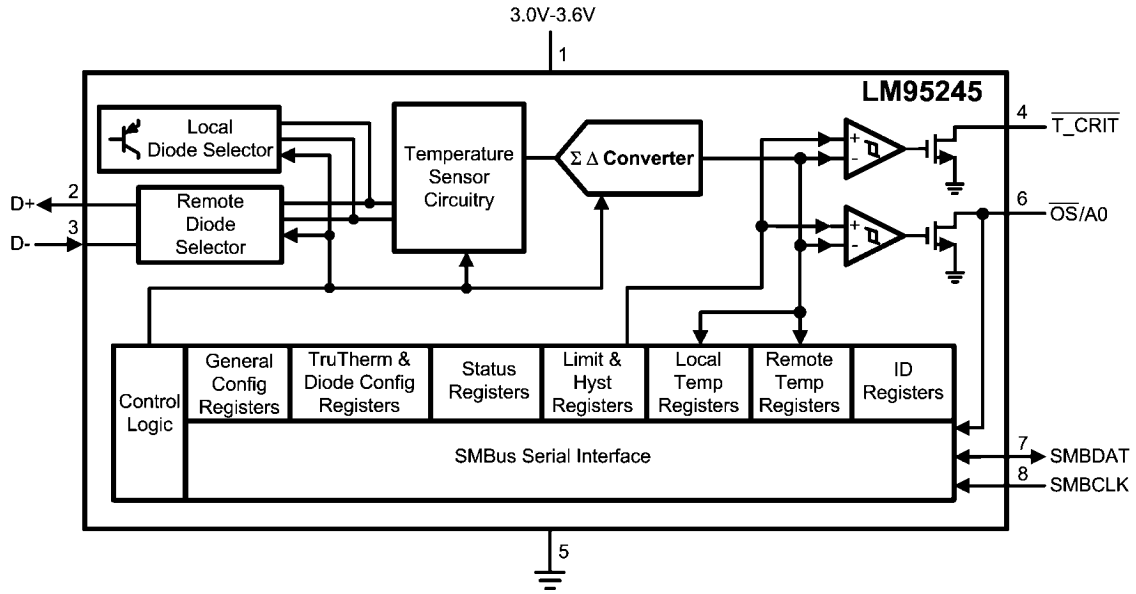 3.0V-3.6V
1
LM95245
Local
Diode Selector
Temperature
Sensor
Circuitry
Σ Δ Converter
+
-
4
T_CRIT
D+
2
Remote
Diode
Selector
D-
3
+
-
6
OS/A0
Control
Logic
General
Config
Registers
TruTherm &
Diode Config
Registers
Status
Registers
Limit &
Hyst
Registers
Local
Temp
Registers
Remote
Temp
Registers
ID
Registers
SMBus Serial Interface
7
SMBDAT
8
SMBCLK
5